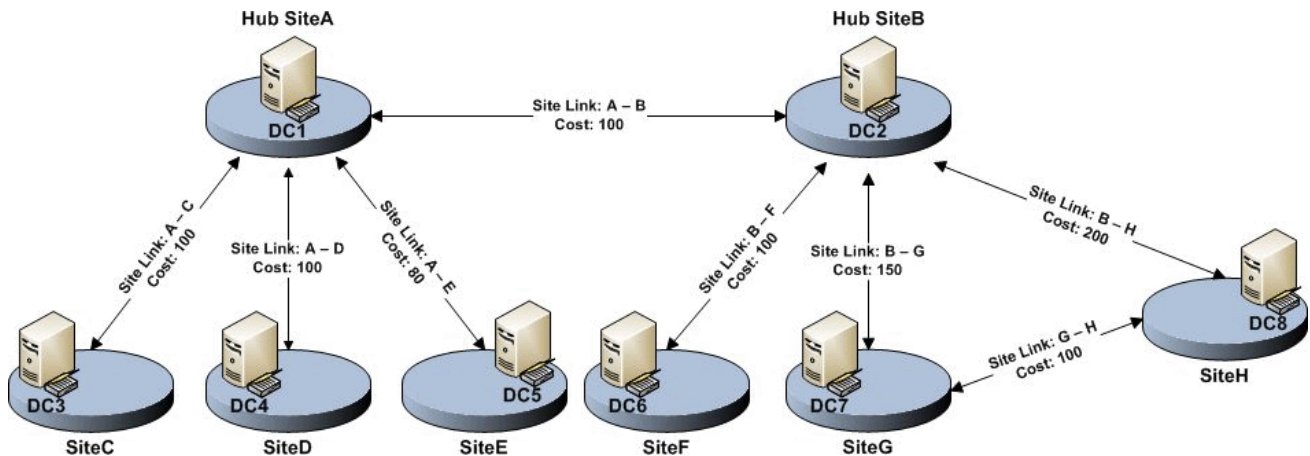 Hub SiteA
Hub SiteB
DC1
Site Link: A – B
Cost: 100
DC2
Site Link: A – C
Cost: 100
Site Link: A – D
Cost: 100
Site Link: A – E
Cost: 80
Site Link: B – F
Cost: 100
Site Link: B – G
Cost: 150
Site Link: B – H
Cost: 200
Site Link: G – H
Cost: 100
DC3
DC4
DC5
DC6
DC7
DC8
SiteC
SiteD
SiteE
SiteF
SiteG
SiteH